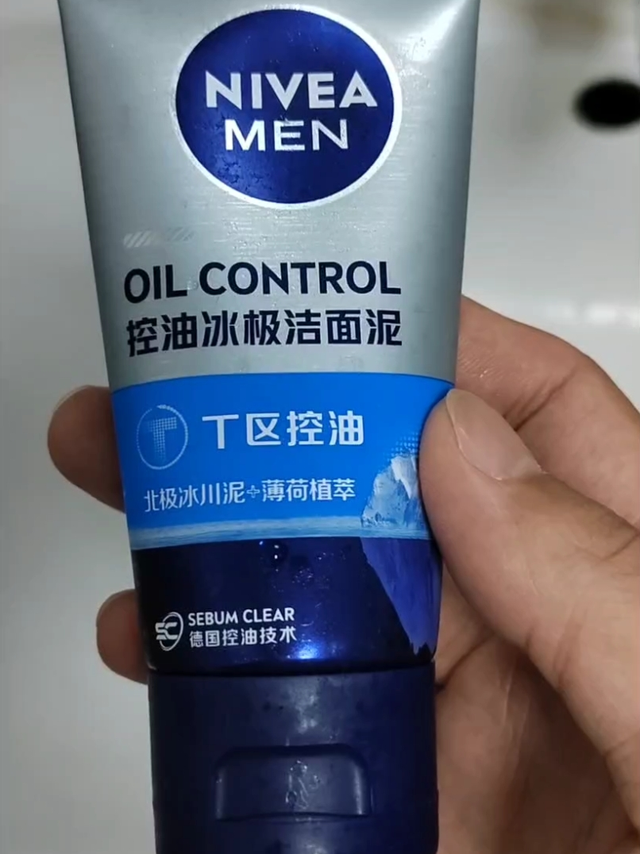 NIVEA
MEN
OIL CONTROL
控油冰极洁面泥
T区控油
北极冰川泥+薄荷植萃
SC SEBUM CLEAR
德国控油技术